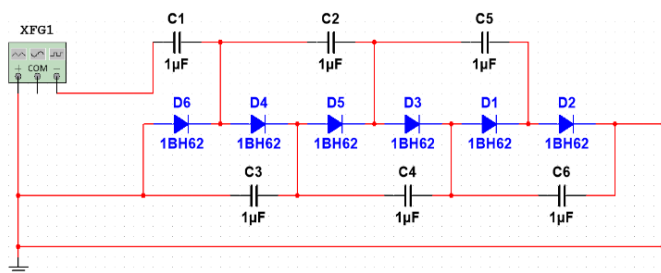 XFG1
COM
C1
1µF
C2
1µF
C5
1µF
D6
1BH62
D4
1BH62
D5
1BH62
D3
1BH62
D1
1BH62
D2
1BH62
C3
1µF
C4
1µF
C6
1µF